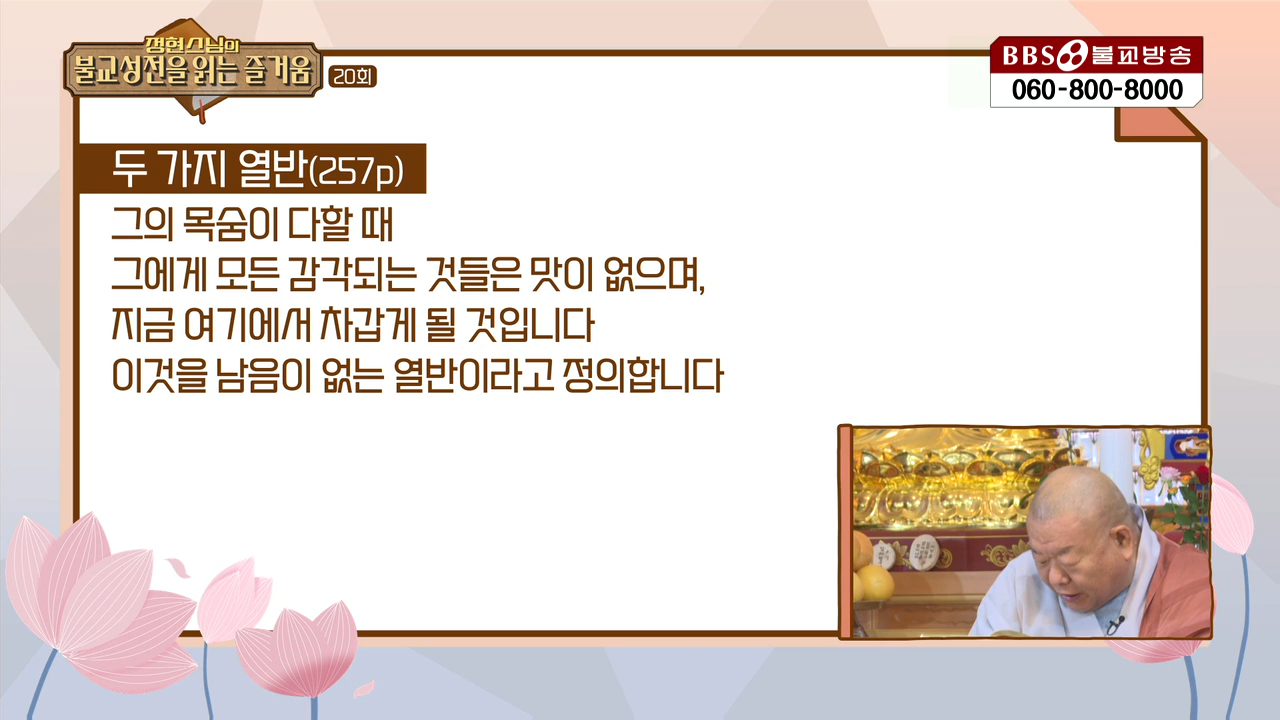 정현스님의
불교성전을 읽는 즐거움
20회
BBS 불교방송
060-800-8000
두 가지 열반(257p)
그의 목숨이 다할 때
그에게 모든 감각되는 것들은 맛이 없으며,
지금 여기에서 차갑게 될 것입니다
이것을 남음이 없는 열반이라고 정의합니다